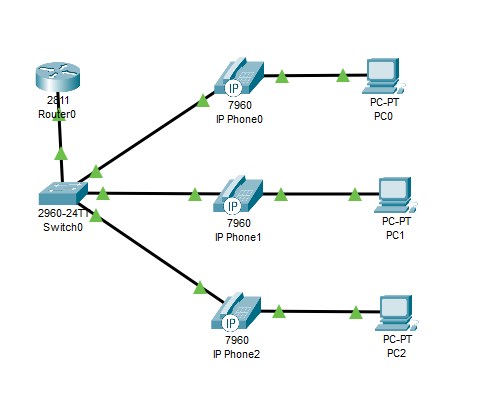 2811
Router0
IP
7960
IP Phone0
PC-PT
PC0
2960-24TT
Switch0
IP
7960
IP Phone1
PC-PT
PC1
IP
7960
IP Phone2
PC-PT
PC2